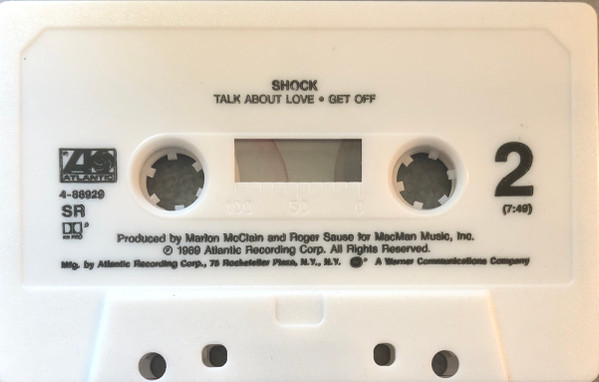 SHOCK
TALK ABOUT LOVE • GET OFF
ATLANTIC
4-88929
SR
2
(7:49)
100 50 0
Produced by Marlon McClain and Roger Sause for MacMan Music, Inc.
℗ 1989 Atlantic Recording Corp. All Rights Reserved.
Mfg. by Atlantic Recording Corp., 75 Rockefeller Plaza, N.Y., N.Y. ® A Warner Communications Company